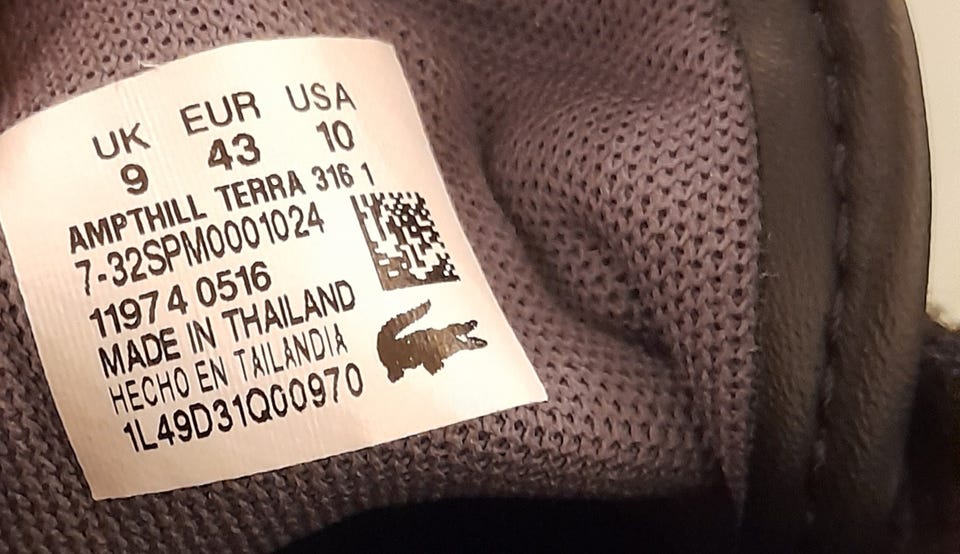 UK EUR USA
9 43 10
AMPTHILL TERRA 316 1
7-32SPM0001024
11974 0516
MADE IN THAILAND
HECHO EN TAILANDIA
1L49D31Q00970